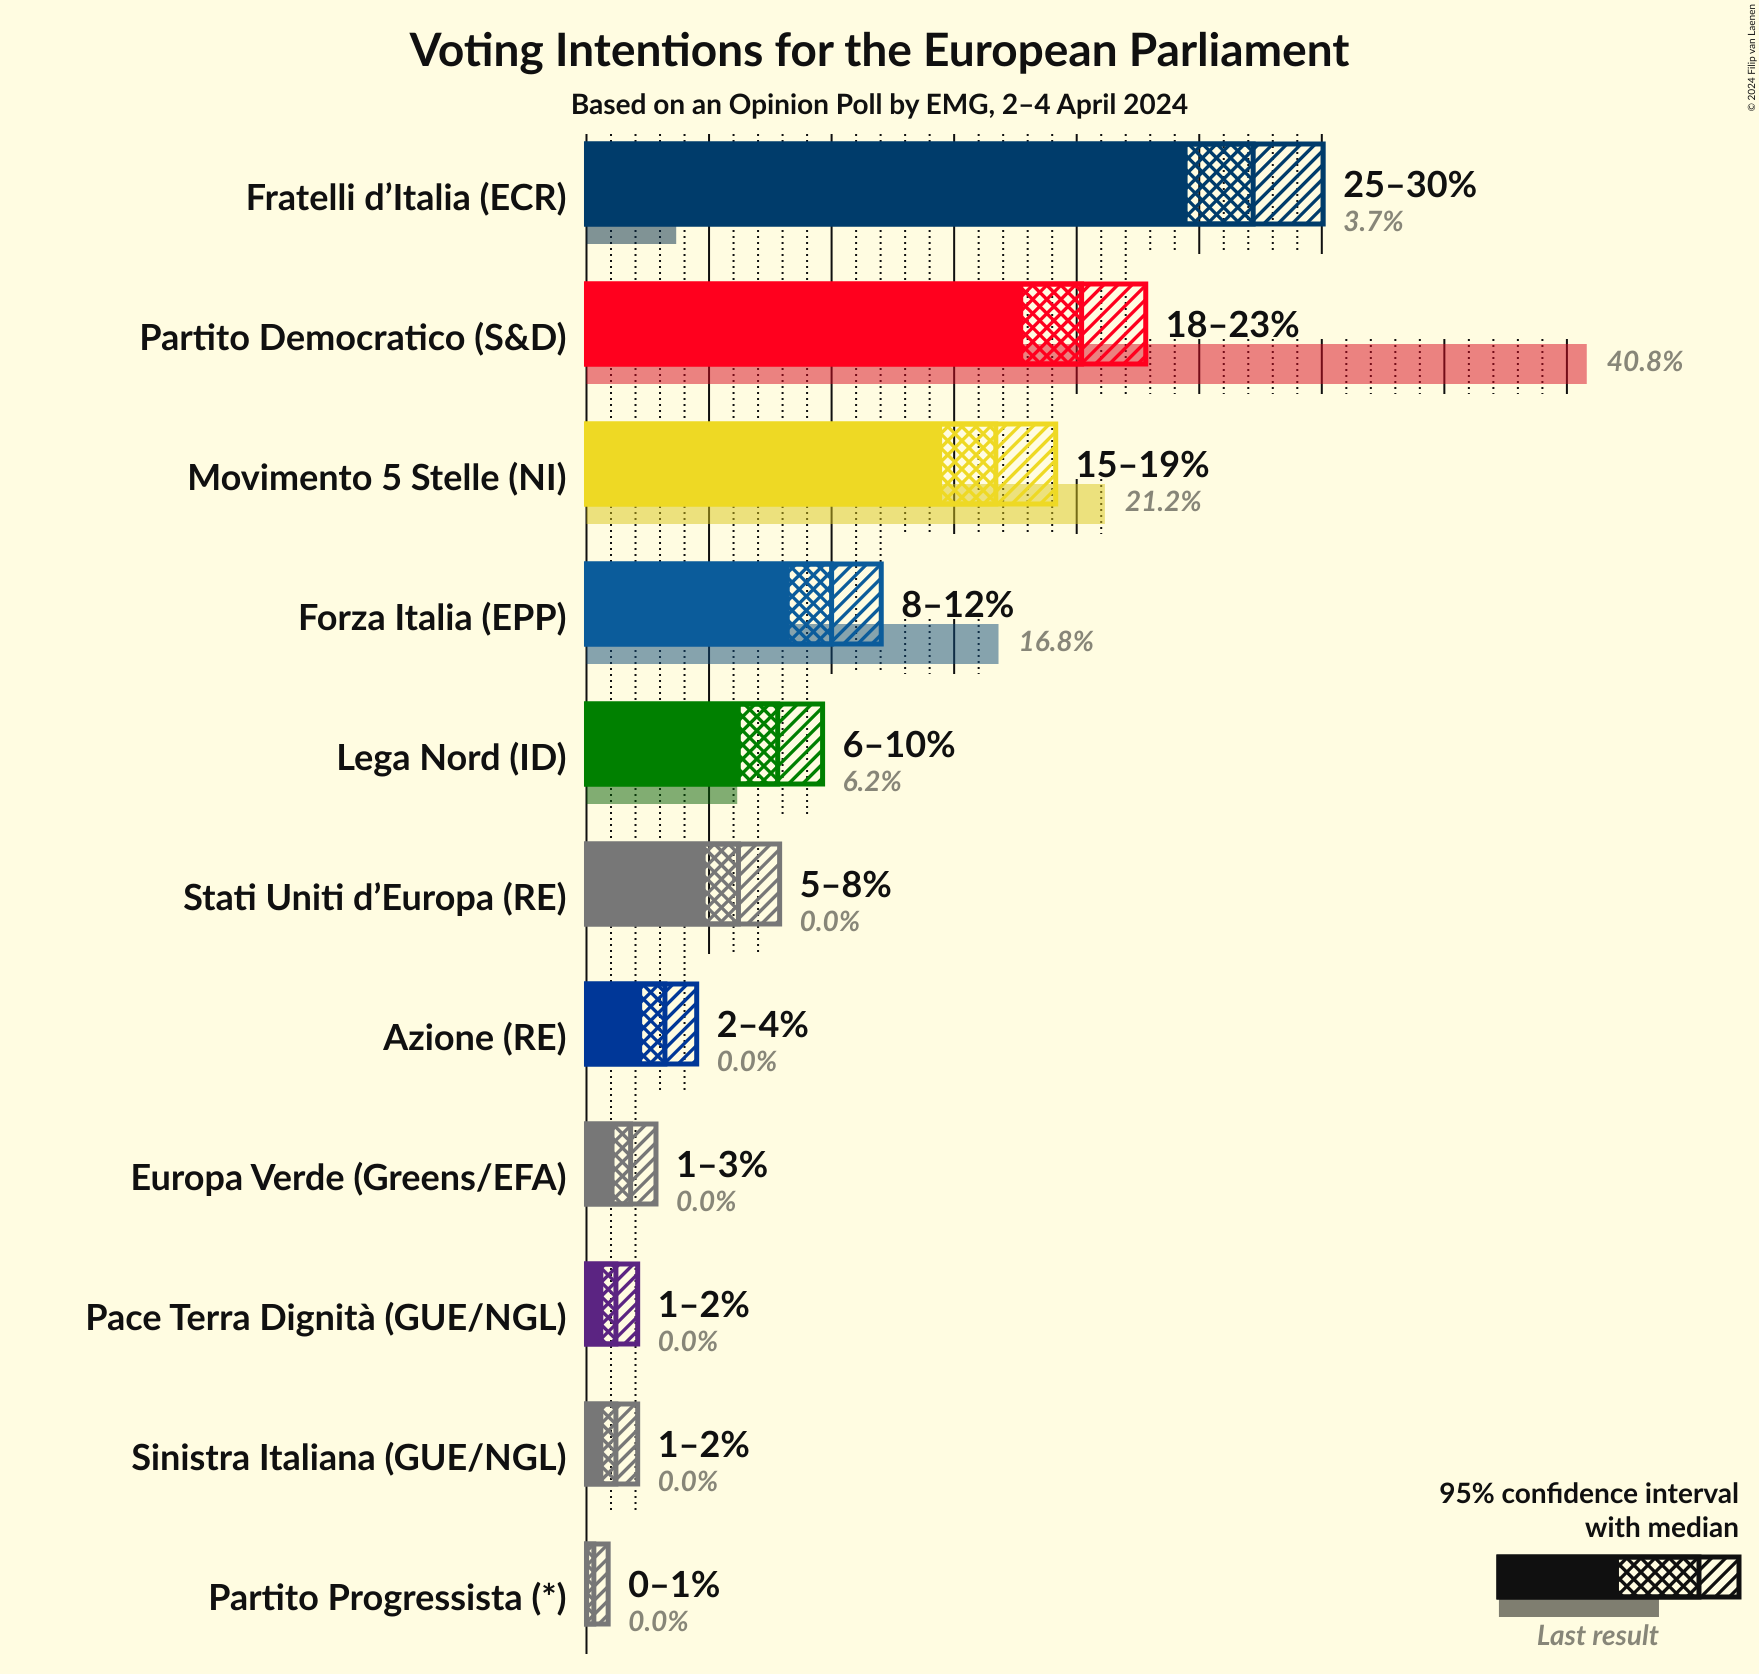 Voting Intentions for the European Parliament
Based on an Opinion Poll by EMG, 2–4 April 2024
© 2024 Filip van Laenen
Fratelli d’Italia (ECR)
25–30%
3.7%
Partito Democratico (S&D)
18–23%
40.8%
Movimento 5 Stelle (NI)
15–19%
21.2%
Forza Italia (EPP)
8–12%
16.8%
Lega Nord (ID)
6–10%
6.2%
Stati Uniti d’Europa (RE)
5–8%
0.0%
Azione (RE)
2–4%
0.0%
Europa Verde (Greens/EFA)
1–3%
0.0%
Pace Terra Dignità (GUE/NGL)
1–2%
0.0%
Sinistra Italiana (GUE/NGL)
1–2%
0.0%
Partito Progressista (*)
0–1%
0.0%
95% confidence interval
with median
Last result